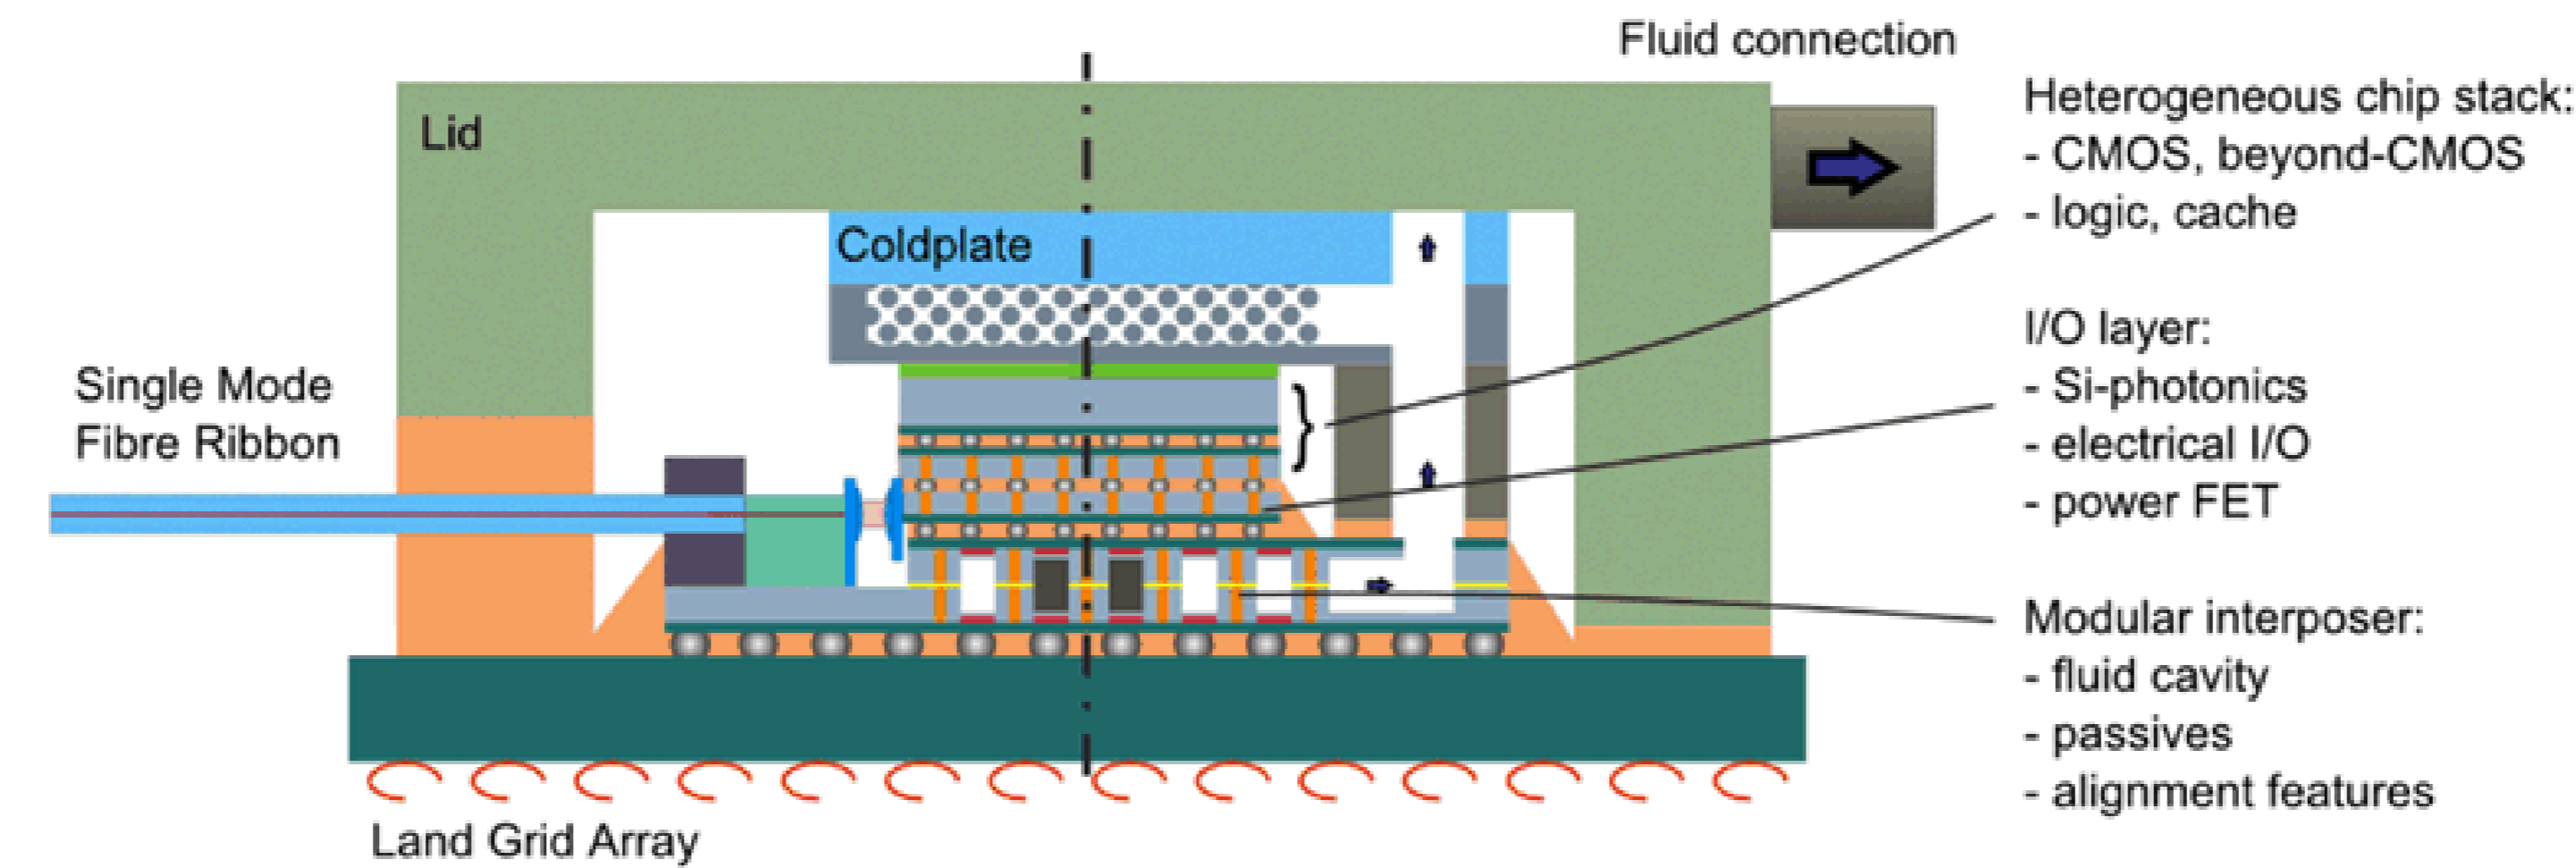 Fluid connection
Lid
Heterogeneous chip stack:
- CMOS, beyond-CMOS
- logic, cache
Coldplate
I/O layer:
- Si-photonics
- electrical I/O
- power FET
Single Mode
Fibre Ribbon
Modular interposer:
- fluid cavity
- passives
- alignment features
Land Grid Array